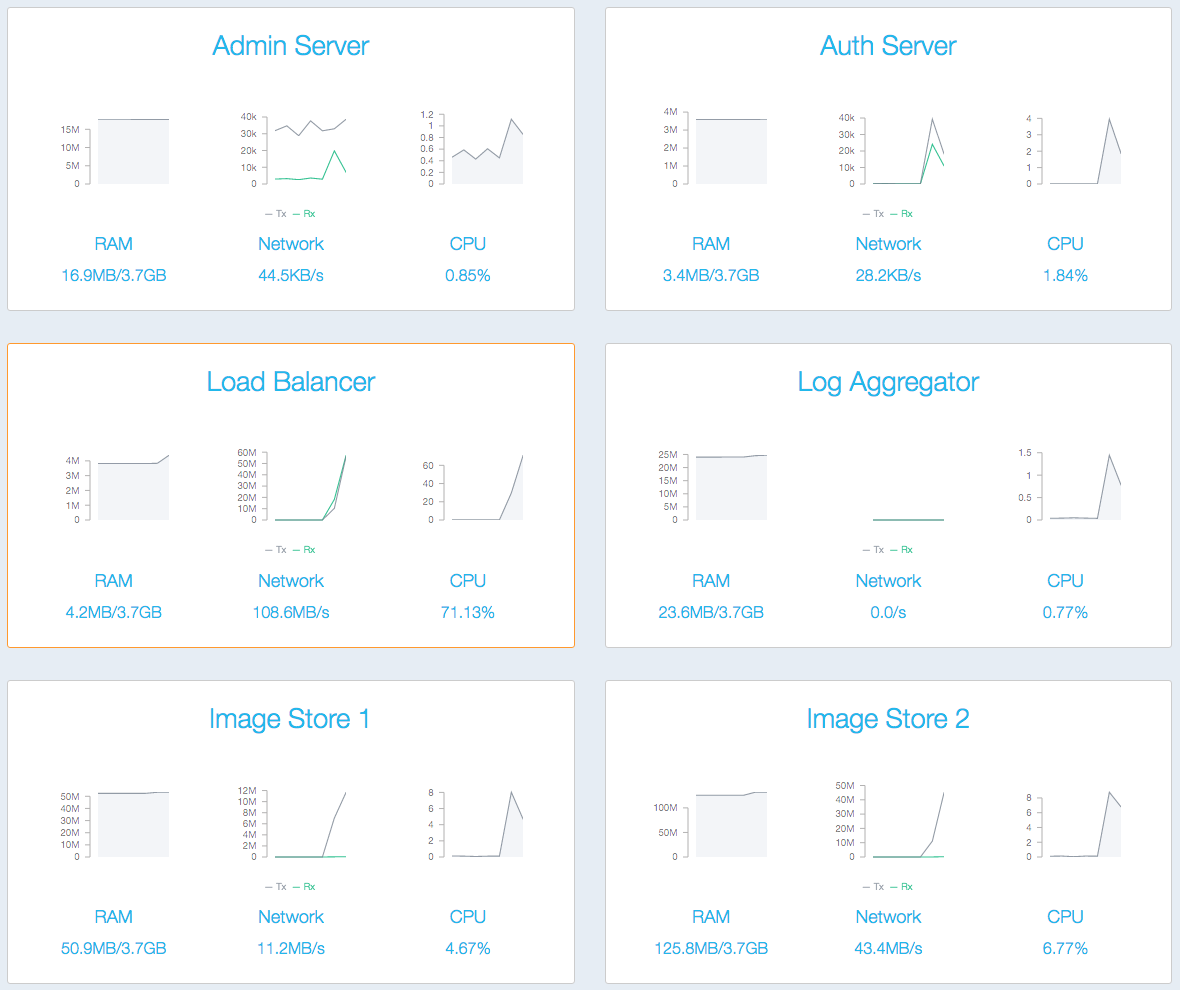 Admin Server
15M
10M
5M
0
40k
30k
20k
10k
0
1.2
1
0.8
0.6
0.4
0.2
0
Tx Rx
RAM
16.9MB/3.7GB
Network
44.5KB/s
CPU
0.85%
Auth Server
4M
3M
2M
1M
0
40k
30k
20k
10k
0
4
3
2
1
0
Tx Rx
RAM
3.4MB/3.7GB
Network
28.2KB/s
CPU
1.84%
Load Balancer
4M
3M
2M
1M
0
60M
50M
40M
30M
20M
10M
0
60
40
20
0
Tx Rx
RAM
4.2MB/3.7GB
Network
108.6MB/s
CPU
71.13%
Log Aggregator
25M
20M
15M
10M
5M
0
1.5
1
0.5
0
Tx Rx
RAM
23.6MB/3.7GB
Network
0.0/s
CPU
0.77%
Image Store 1
50M
40M
30M
20M
10M
0
12M
10M
8M
6M
4M
2M
0
8
6
4
2
0
Tx Rx
RAM
50.9MB/3.7GB
Network
11.2MB/s
CPU
4.67%
Image Store 2
100M
50M
0
50M
40M
30M
20M
10M
0
8
6
4
2
0
Tx Rx
RAM
125.8MB/3.7GB
Network
43.4MB/s
CPU
6.77%